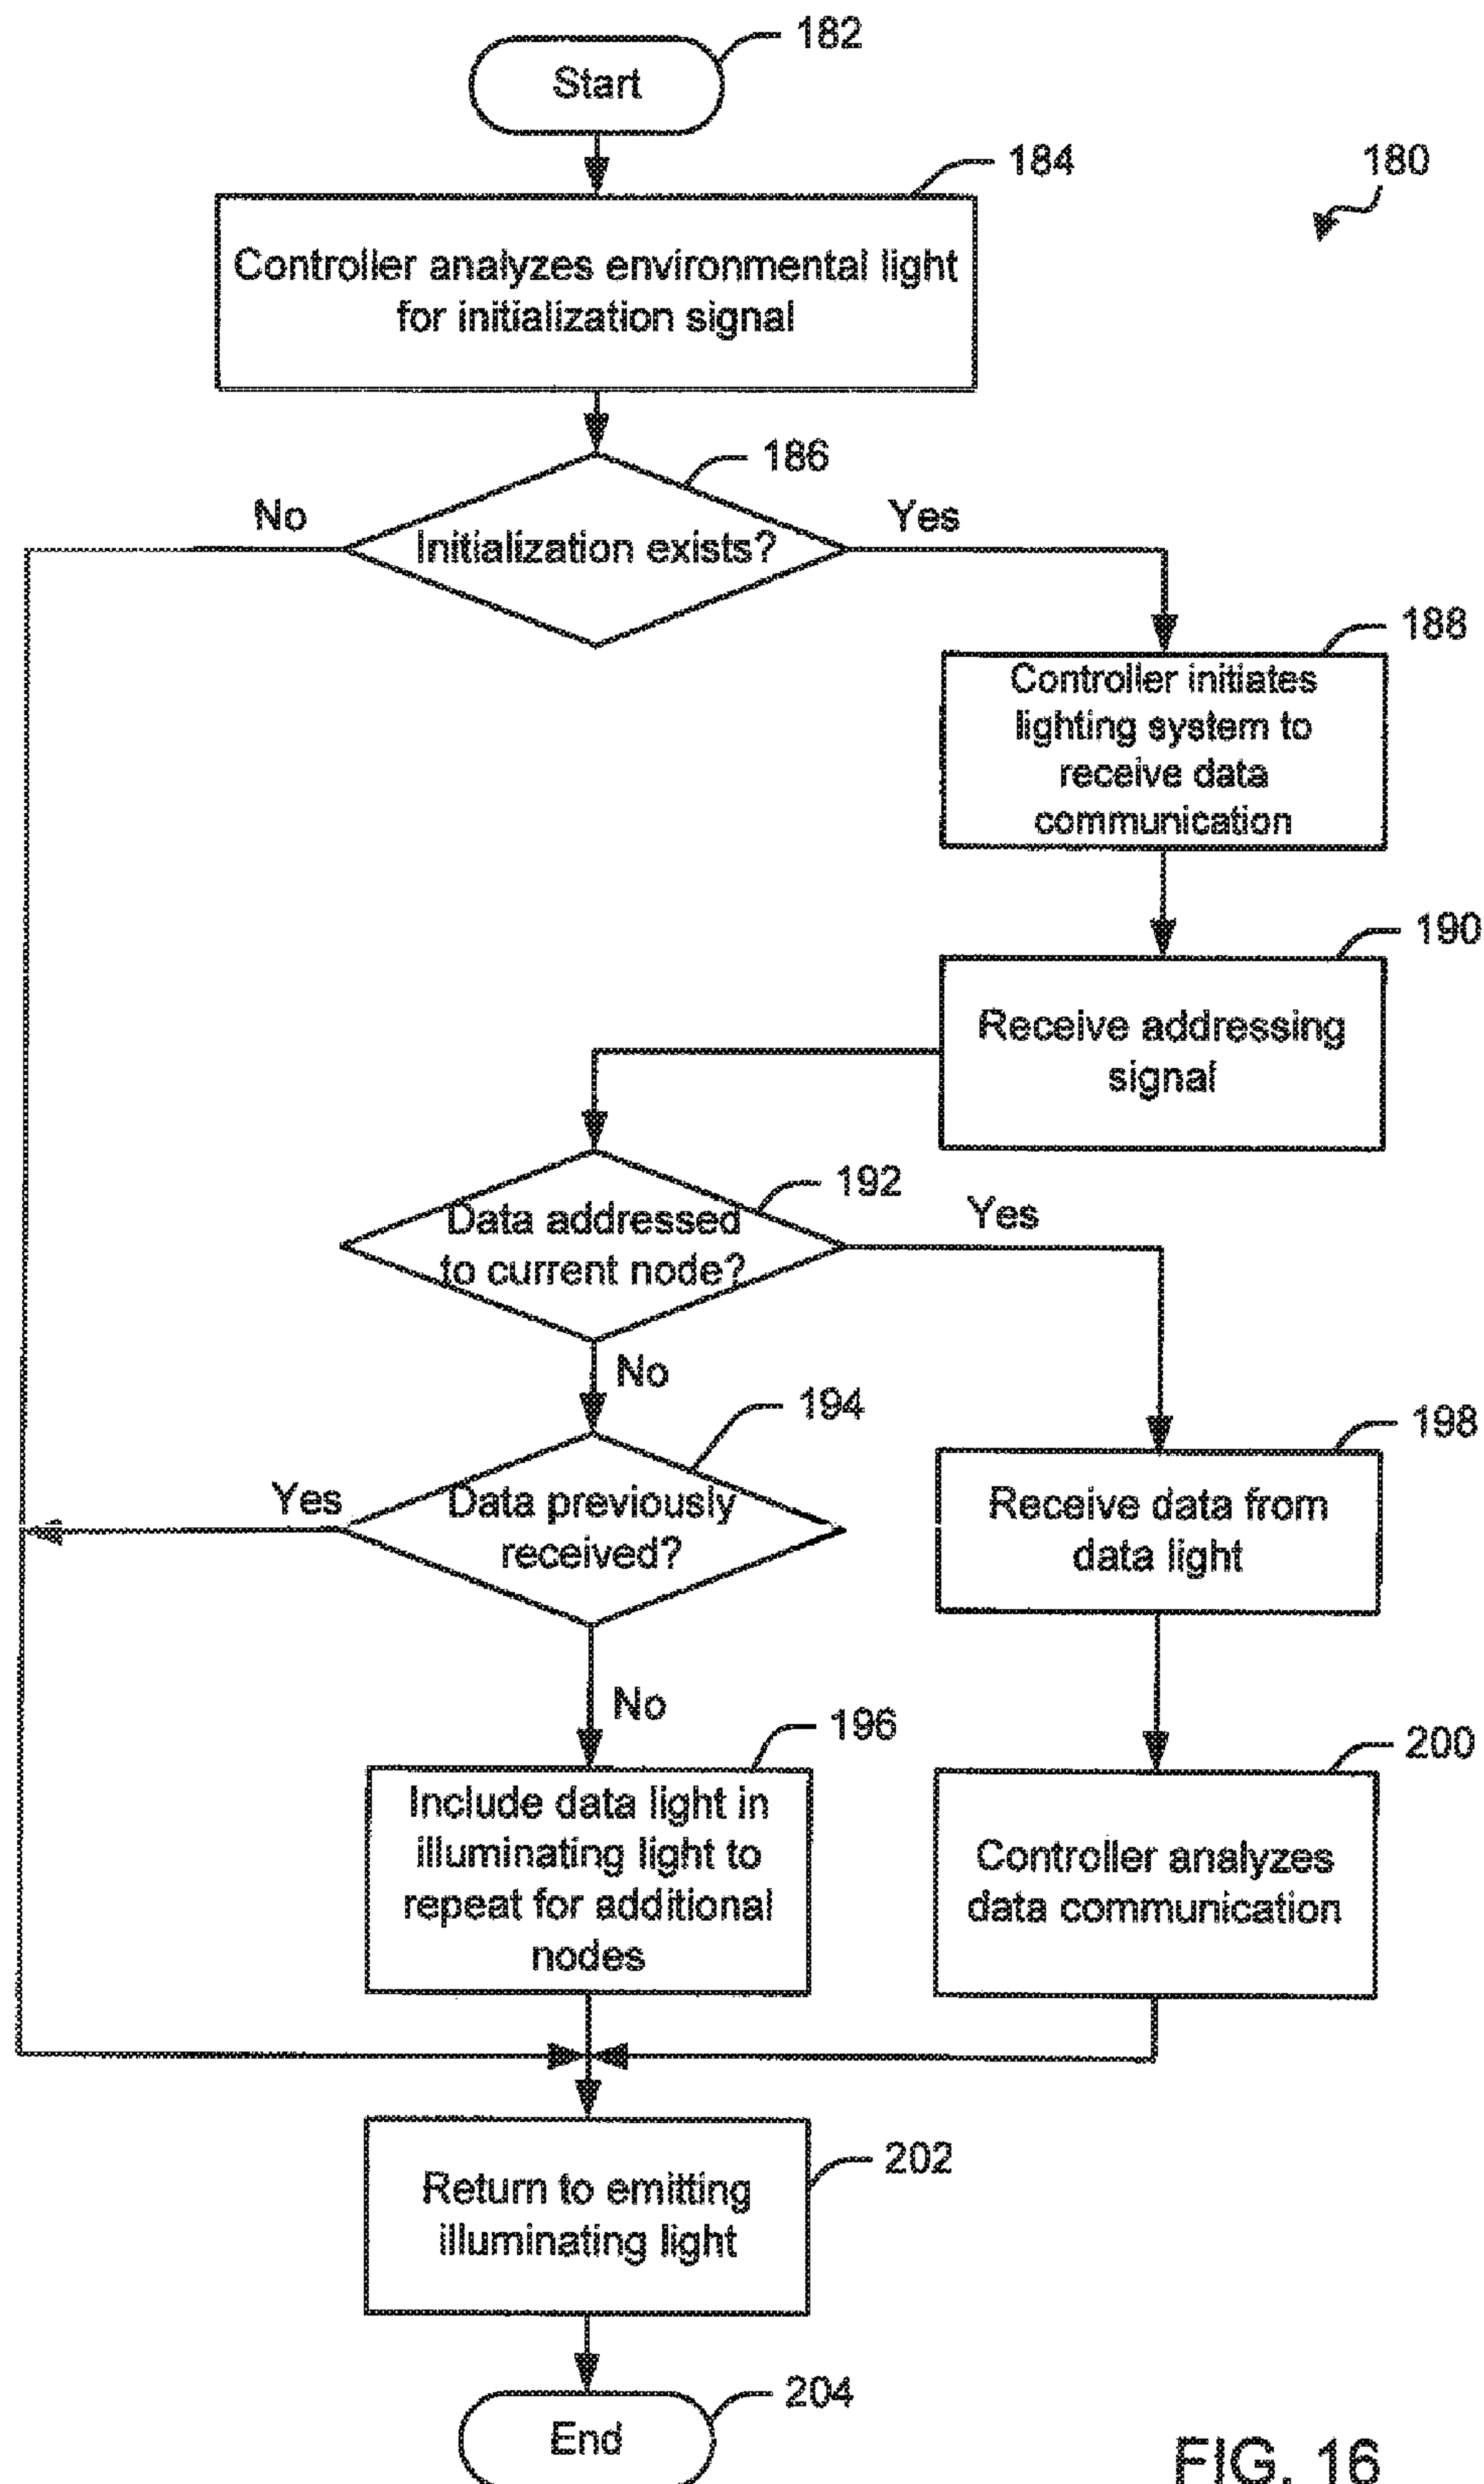 182
Start
184
180
Controller analyzes environmental light
for initialization signal
186
No
Yes
Initialization exists?
188
Controller initiates
lighting system to
receive data
communication
190
Receive addressing
signal
192
Yes
Data addressed
to current node?
No
194
198
Yes
Data previously
received?
Receive data from
data light
No
196
200
Include data light in
illuminating light to
repeat for additional
nodes
Controller analyzes
data communication
202
Return to emitting
illuminating light
204
End
FIG. 16